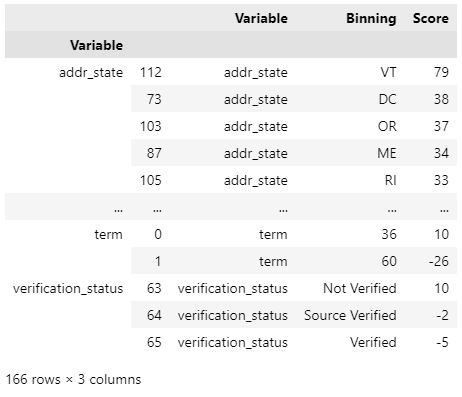 Variable Binning Score
Variable
addr_state 112 addr_state VT 79
73 addr_state DC 38
103 addr_state OR 37
87 addr_state ME 34
105 addr_state RI 33
... ... ... ... ...
term 0 term 36 10
1 term 60 -26
verification_status 63 verification_status Not Verified 10
64 verification_status Source Verified -2
65 verification_status Verified -5
166 rows × 3 columns